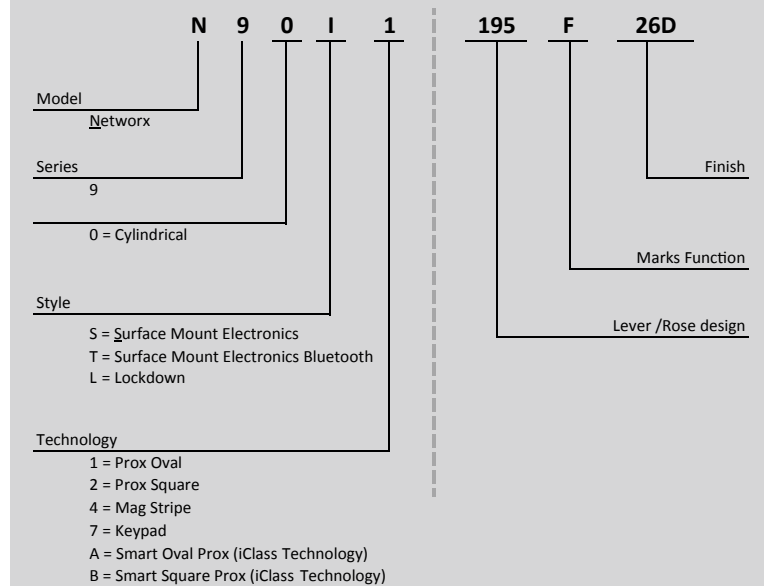 N 9 0 I 1 195 F 26D
Model
Networx
Series
9
0 = Cylindrical
Style
S = Surface Mount Electronics
T = Surface Mount Electronics Bluetooth
L = Lockdown
Technology
1 = Prox Oval
2 = Prox Square
4 = Mag Stripe
7 = Keypad
A = Smart Oval Prox (iClass Technology)
B = Smart Square Prox (iClass Technology)
Finish
Marks Function
Lever /Rose design